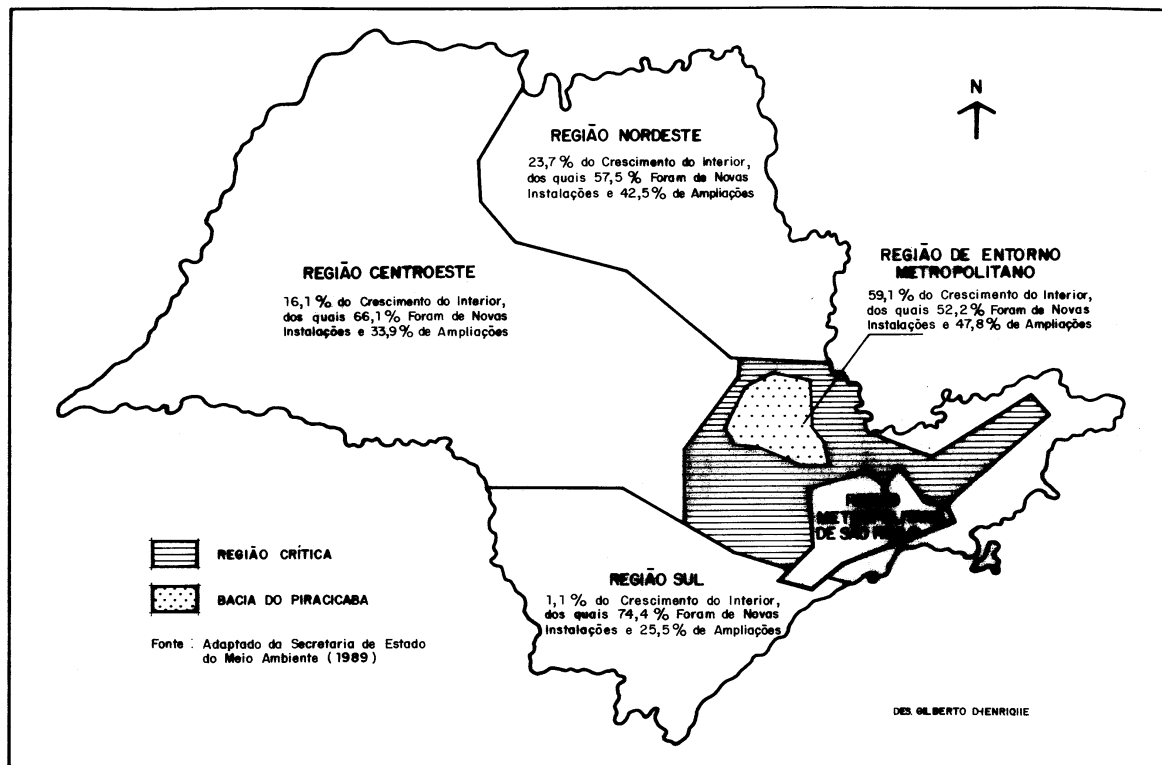 N
REGIÃO NORDESTE
23,7% do Crescimento do Interior,
dos quais 57,5% Foram de Novas
Instalações e 42,5% de Ampliações
REGIÃO DE ENTORNO
METROPOLITANO
59,1% do Crescimento do Interior,
dos quais 52,2% Foram de Novas
Instalações e 47,8% de Ampliações
REGIÃO CENTROESTE
16,1% do Crescimento do Interior,
dos quais 66,1% Foram de Novas
Instalações e 33,9% de Ampliações
DE SÃO
REGIÃO CRÍTICA
BACIA DO PIRACICABA
REGIÃO SUL
1,1% do Crescimento do Interior,
dos quais 74,4% Foram de Novas
Instalações e 25,5% de Ampliações
Fonte : Adaptado da Secretaria de Estado
do Meio Ambiente (1989)
DES. GILBERTO